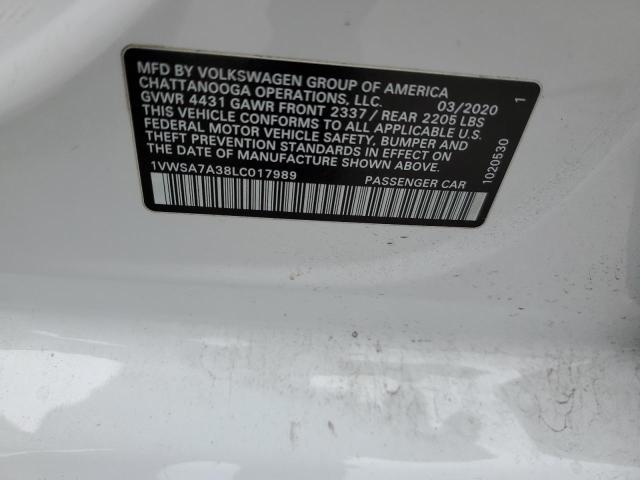 MFD BY VOLKSWAGEN GROUP OF AMERICA
CHATTANOOGA OPERATIONS, LLC. 03/2020 1
GVWR 4431 GAWR FRONT 2337 / REAR 2205 LBS
THIS VEHICLE CONFORMS TO ALL APPLICABLE U.S.
FEDERAL MOTOR VEHICLE SAFETY, BUMPER AND
THEFT PREVENTION STANDARDS IN EFFECT ON THE
DATE OF MANUFACTURE SHOWN ABOVE.
1VWSA7A38LC017989 PASSENGER CAR
1020530